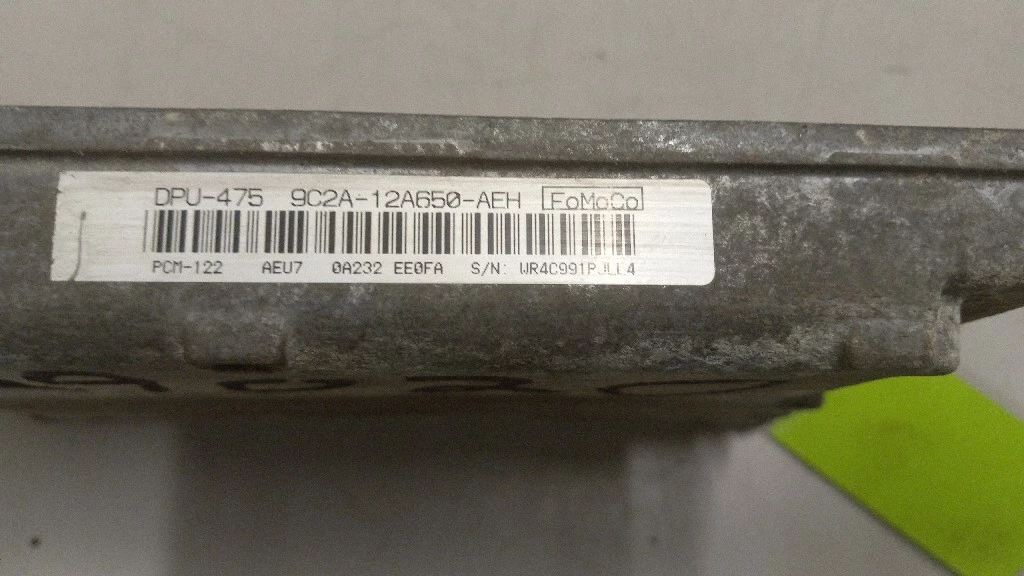 DPU-475 9C2A-12A650-AEH FoMoCo
PCM-122 AEU7 0A232 EE0FA S/N: WR4C991PJLL4